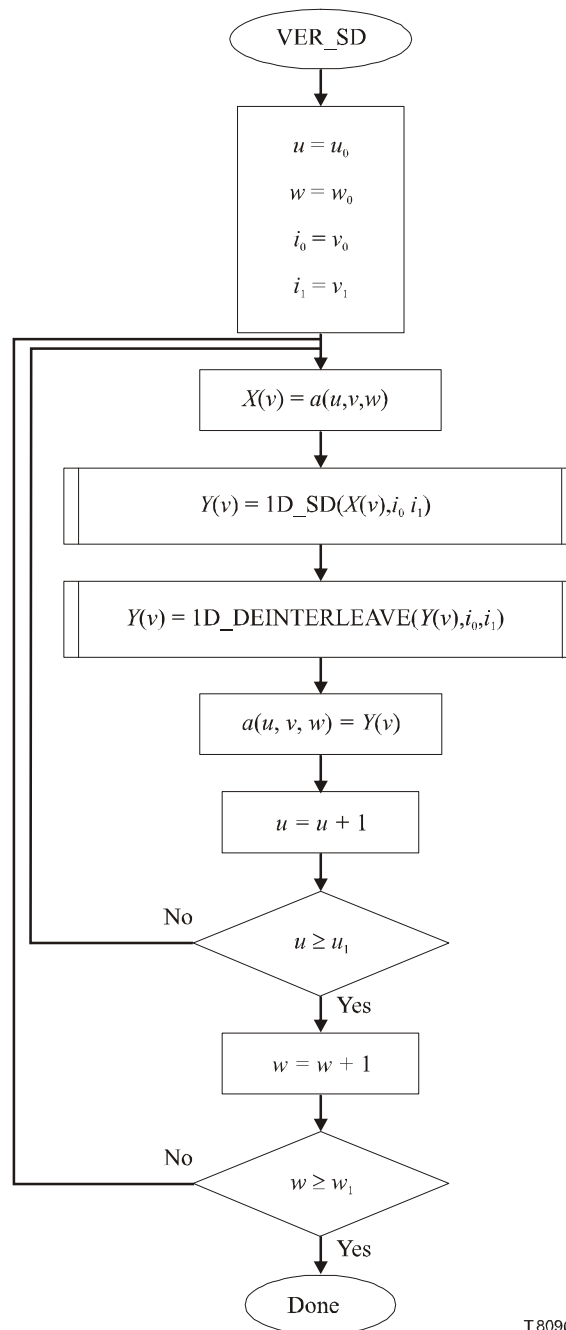 VER_SD
u = u₀
w = w₀
i₀ = v₀
i₁ = v₁
X(v) = a(u,v,w)
Y(v) = 1D_SD(X(v),i₀ i₁)
Y(v) = 1D_DEINTERLEAVE(Y(v),i₀,i₁)
a(u, v, w) = Y(v)
u = u + 1
No
u ≥ u₁
Yes
w = w + 1
No
w ≥ w₁
Yes
Done
T.8096